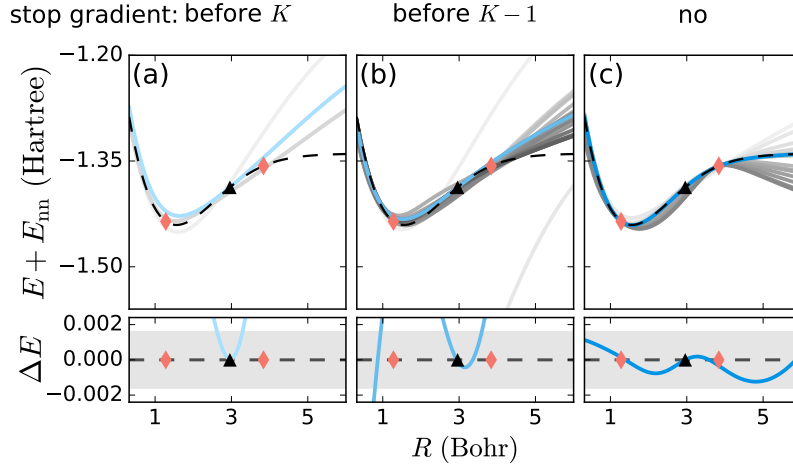 stop gradient: before K before K − 1 no
(a) (b) (c)
E + E_nn (Hartree)
−1.20
−1.35
−1.50
ΔE
0.002
0.000
−0.002
1 3 5 1 3 5 1 3 5
R (Bohr)